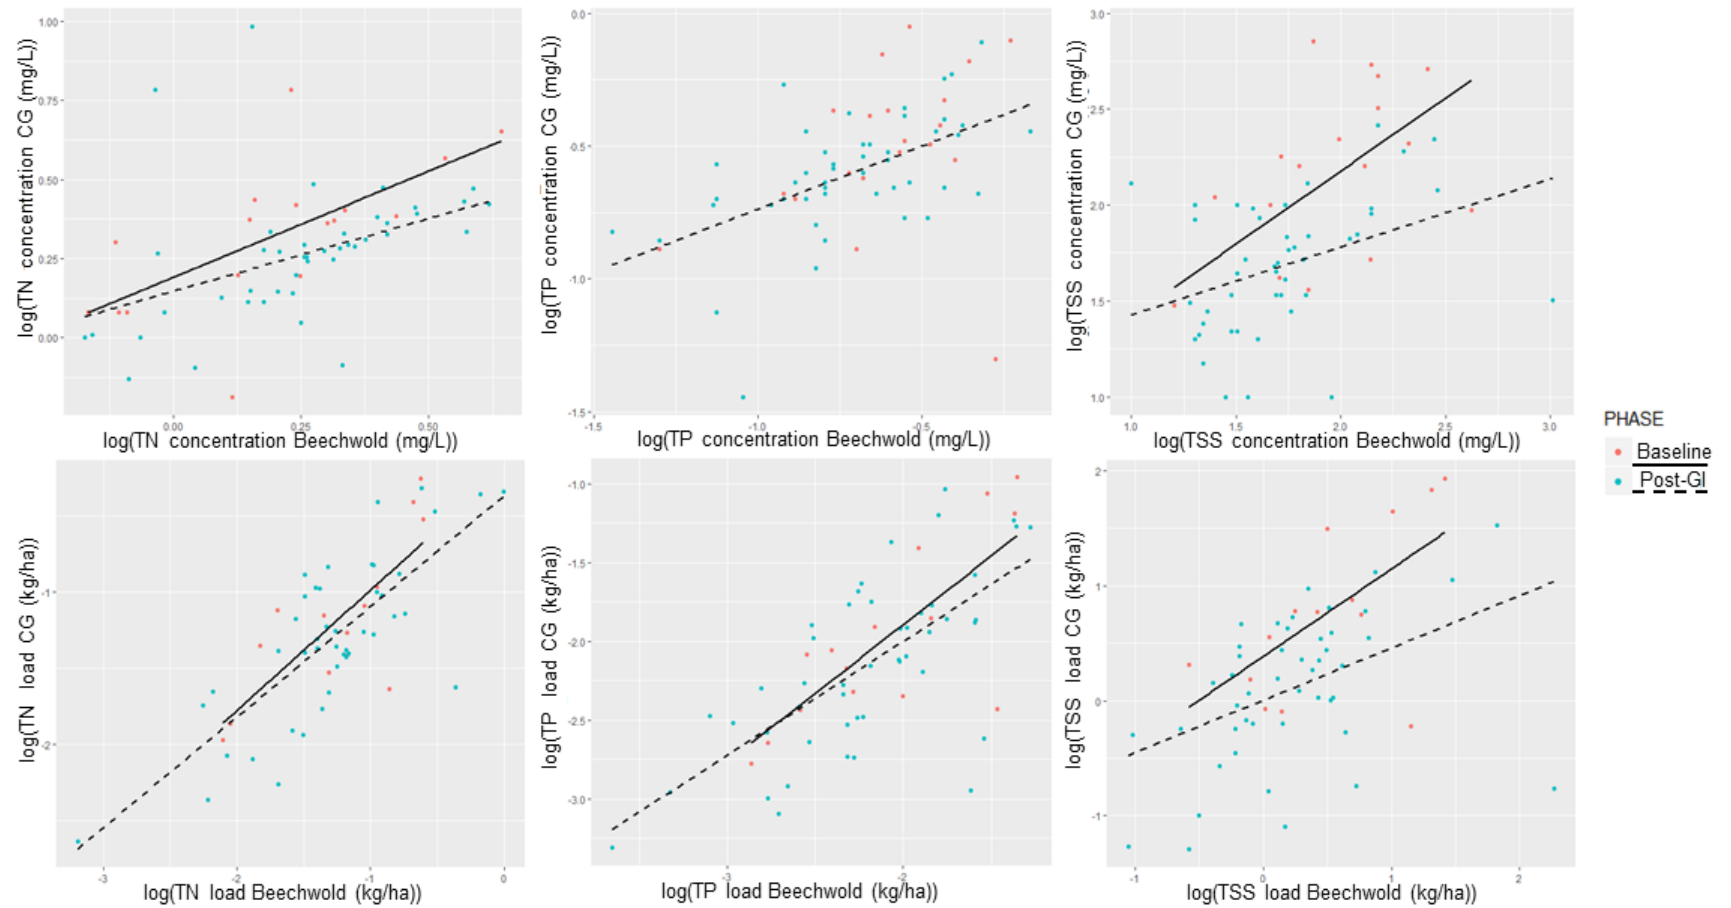 1.00
0.75
0.50
0.25
0.00
log(TN concentration CG (mg/L))
0.00 0.25 0.50
log(TN concentration Beechwold (mg/L))
0.0
-0.5
-1.0
-1.5
log(TP concentration CG (mg/L))
-1.5 -1.0 -0.5
log(TP concentration Beechwold (mg/L))
3.0
2.5
2.0
1.5
1.0
log(TSS concentration CG (mg/L))
1.0 1.5 2.0 2.5 3.0
log(TSS concentration Beechwold (mg/L))
PHASE
Baseline
Post-GI
-1
-2
log(TN load CG (kg/ha))
-3 -2 -1 0
log(TN load Beechwold (kg/ha))
-1.0
-1.5
-2.0
-2.5
-3.0
log(TP load CG (kg/ha))
-3 -2
log(TP load Beechwold (kg/ha))
2
1
0
-1
log(TSS load CG (kg/ha))
-1 0 1 2
log(TSS load Beechwold (kg/ha))